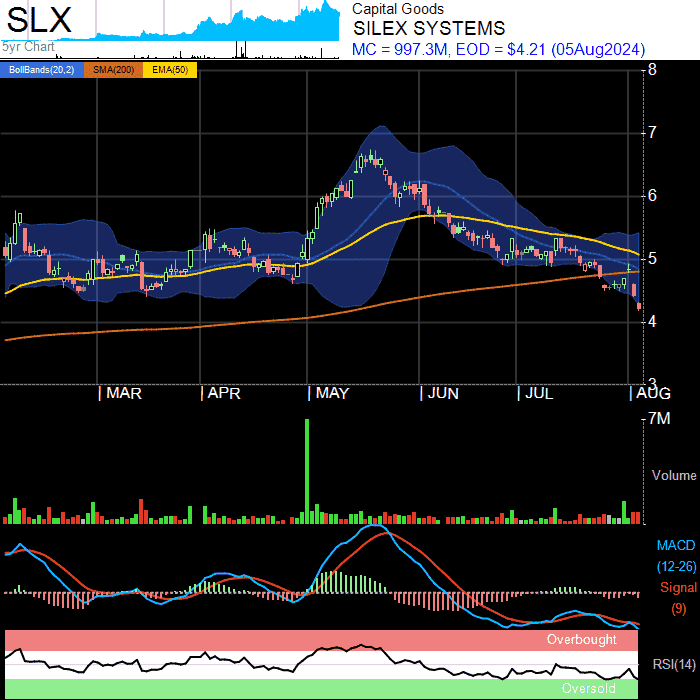 SLX
5yr Chart
Capital Goods
SILEX SYSTEMS
MC = 997.3M, EOD = $4.21 (05Aug2024)
BollBands(20,2) SMA(200) EMA(50)
8
7
6
5
4
3
MAR APR MAY JUN JUL AUG
7M
Volume
MACD
(12-26)
Signal
(9)
Overbought
RSI(14)
Oversold